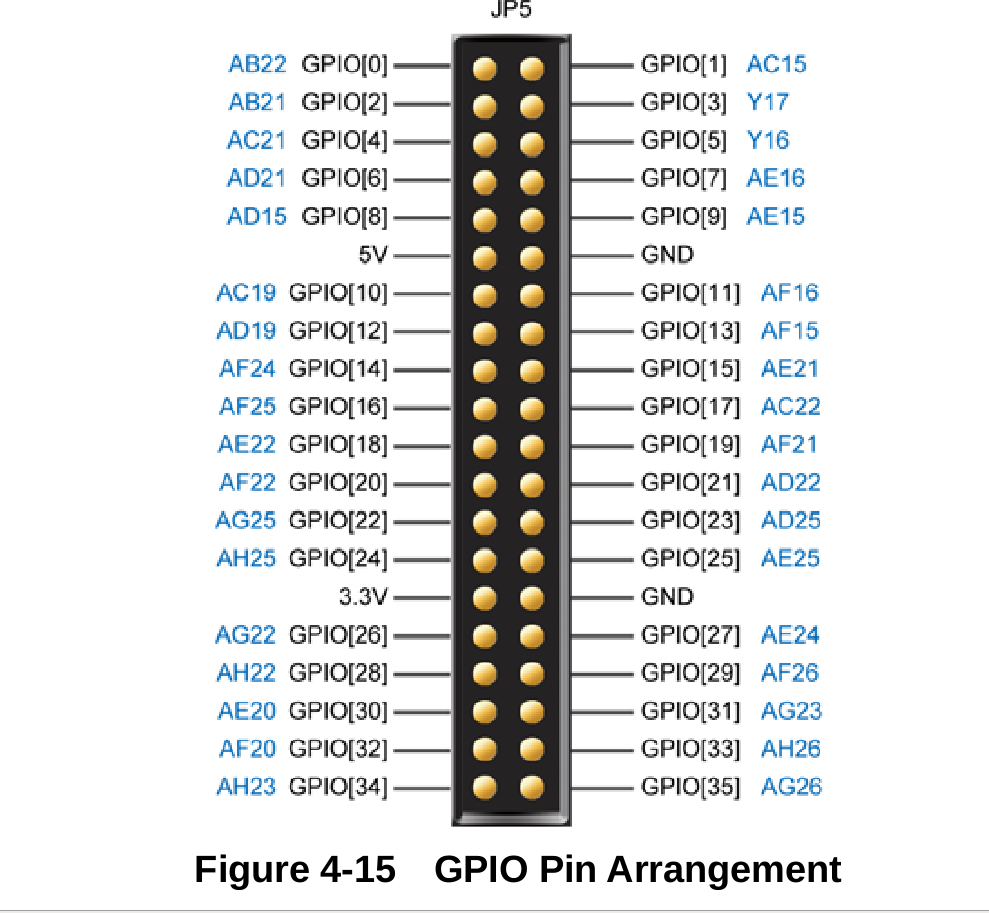 JP5
AB22 GPIO[0] GPIO[1] AC15
AB21 GPIO[2] GPIO[3] Y17
AC21 GPIO[4] GPIO[5] Y16
AD21 GPIO[6] GPIO[7] AE16
AD15 GPIO[8] GPIO[9] AE15
5V GND
AC19 GPIO[10] GPIO[11] AF16
AD19 GPIO[12] GPIO[13] AF15
AF24 GPIO[14] GPIO[15] AE21
AF25 GPIO[16] GPIO[17] AC22
AE22 GPIO[18] GPIO[19] AF21
AF22 GPIO[20] GPIO[21] AD22
AG25 GPIO[22] GPIO[23] AD25
AH25 GPIO[24] GPIO[25] AE25
3.3V GND
AG22 GPIO[26] GPIO[27] AE24
AH22 GPIO[28] GPIO[29] AF26
AE20 GPIO[30] GPIO[31] AG23
AF20 GPIO[32] GPIO[33] AH26
AH23 GPIO[34] GPIO[35] AG26
Figure 4-15 GPIO Pin Arrangement